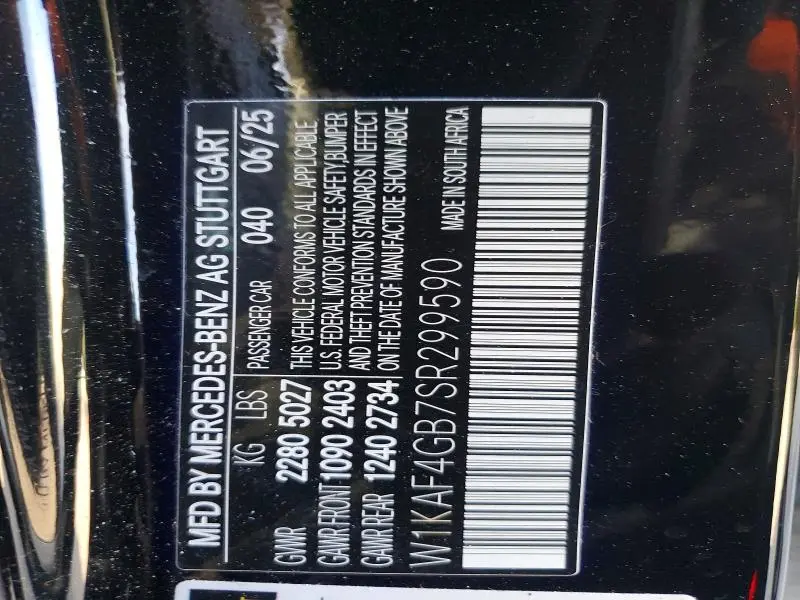 MFD BY MERCEDES-BENZ AG STUTTGART
KG LBS PASSENGER CAR 040 06/25
GVWR 2280 5027 THIS VEHICLE CONFORMS TO ALL APPLICABLE
GAWR FRONT 1090 2403 U.S. FEDERAL MOTOR VEHICLE SAFETY,BUMPER
GAWR REAR 1240 2734 AND THEFT PREVENTION STANDARDS IN EFFECT
ON THE DATE OF MANUFACTURE SHOWN ABOVE
W1KAF4GB7SR299590 MADE IN SOUTH AFRICA